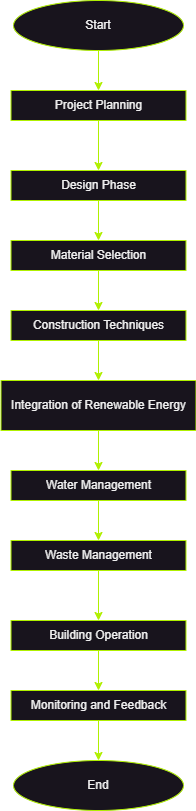 Start
Project Planning
Design Phase
Material Selection
Construction Techniques
Integration of Renewable Energy
Water Management
Waste Management
Building Operation
Monitoring and Feedback
End